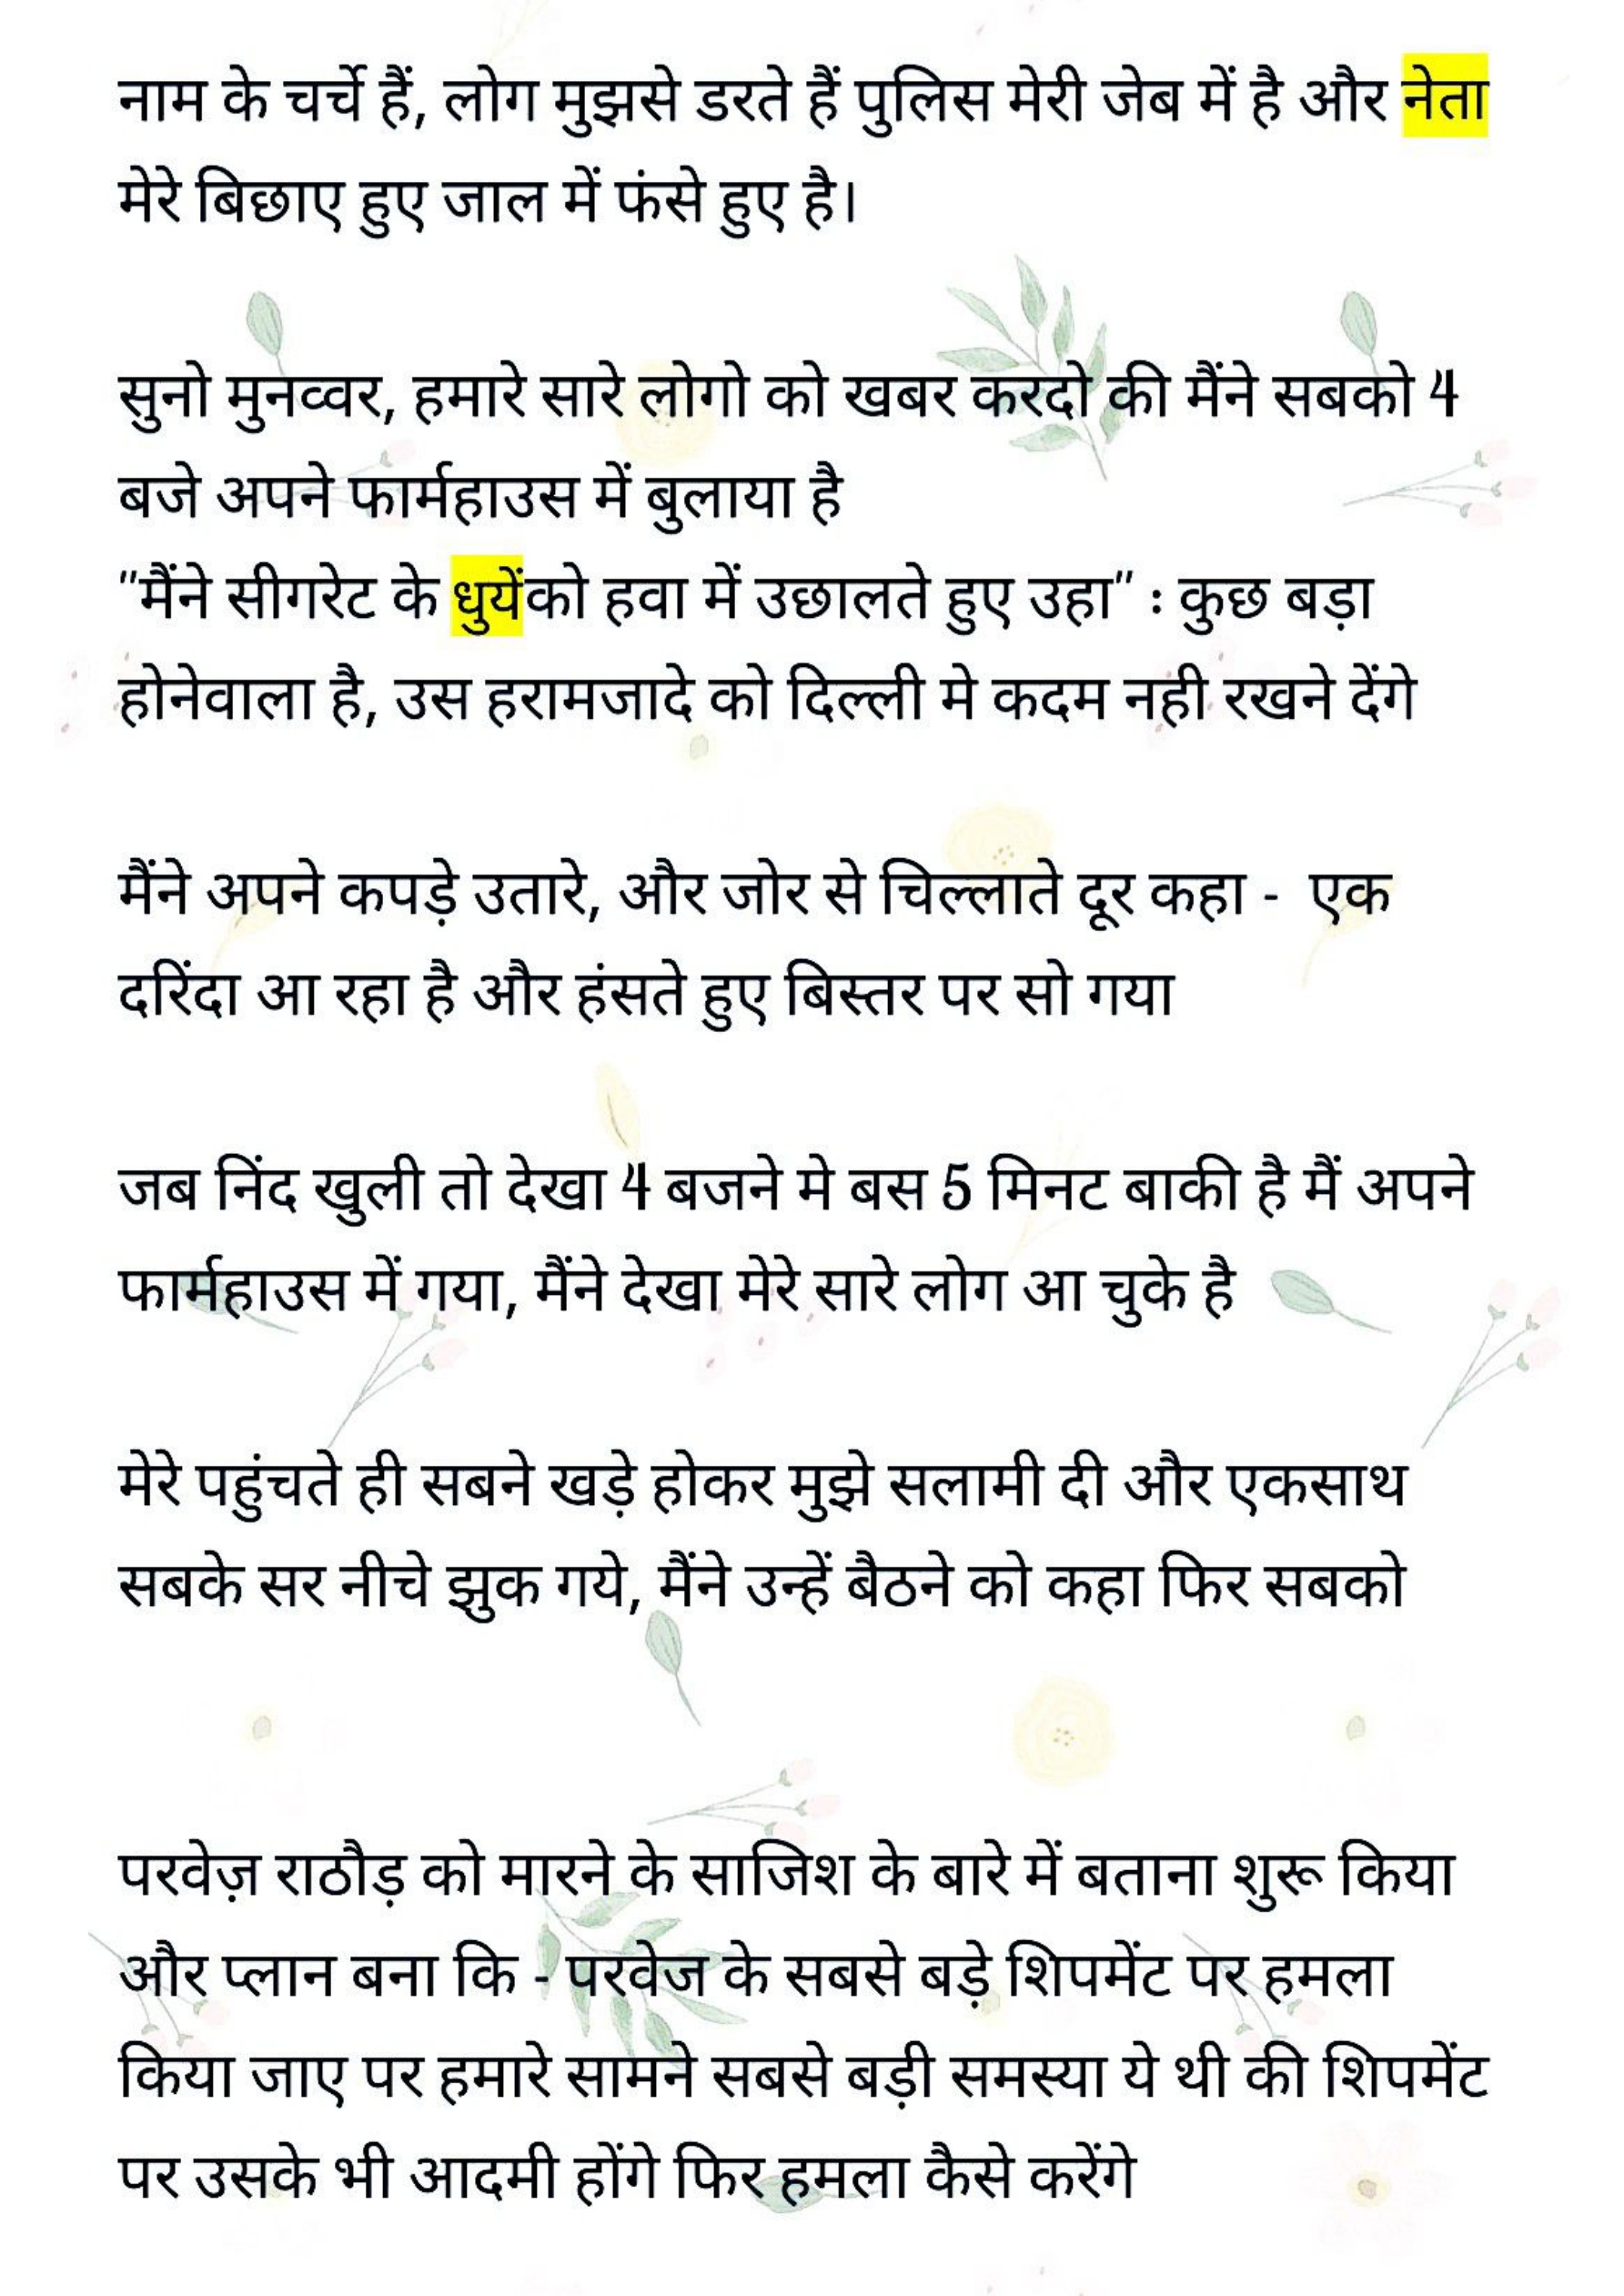 नाम के चर्चे हैं, लोग मुझसे डरते हैं पुलिस मेरी जेब में है और नेता
मेरे बिछाए हुए जाल में फंसे हुए है।
सुनो मुनव्वर, हमारे सारे लोगो को खबर करदो की मैंने सबको 4
बजे अपने फार्महाउस में बुलाया है
"मैंने सीगरेट के धुयेंको हवा में उछालते हुए उहा" : कुछ बड़ा
होनेवाला है, उस हरामजादे को दिल्ली मे कदम नही रखने देंगे
मैंने अपने कपड़े उतारे, और जोर से चिल्लाते दूर कहा - एक
दरिंदा आ रहा है और हंसते हुए बिस्तर पर सो गया
जब निंद खुली तो देखा 4 बजने मे बस 5 मिनट बाकी है मैं अपने
फार्महाउस में गया, मैंने देखा मेरे सारे लोग आ चुके है
मेरे पहुंचते ही सबने खड़े होकर मुझे सलामी दी और एकसाथ
सबके सर नीचे झुक गये, मैंने उन्हें बैठने को कहा फिर सबको
परवेज़ राठौड़ को मारने के साजिश के बारे में बताना शुरू किया
और प्लान बना कि - परवेज के सबसे बड़े शिपमेंट पर हमला
किया जाए पर हमारे सामने सबसे बड़ी समस्या ये थी की शिपमेंट
पर उसके भी आदमी होंगे फिर हमला कैसे करेंगे